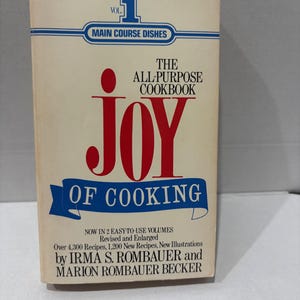 VOL. 1
MAIN COURSE DISHES
THE
ALL-PURPOSE
COOKBOOK
JOY
OF COOKING
NOW IN 2 EASY-TO-USE VOLUMES
Revised and Enlarged
Over 4,300 Recipes, 1,200 New Recipes, New Illustrations
by IRMA S. ROMBAUER and
MARION ROMBAUER BECKER